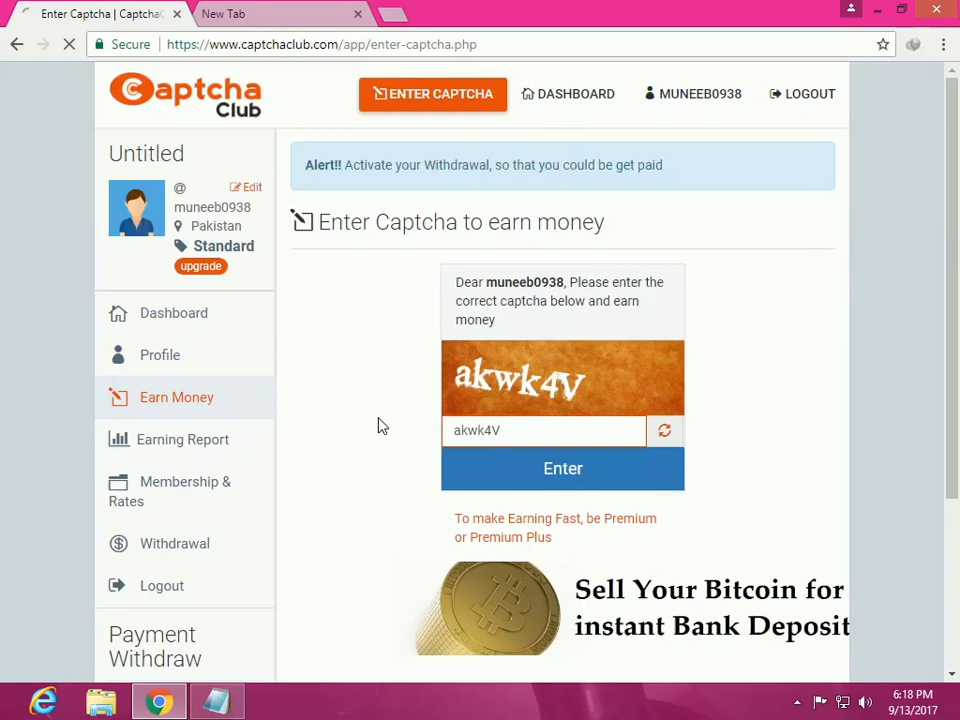 Enter Captcha | Captcha
New Tab
Secure
https://www.captchaclub.com/app/enter-captcha.php
Captcha
Club
ENTER CAPTCHA
DASHBOARD
MUNEEB0938
LOGOUT
Untitled
@
Edit
muneeb0938
Pakistan
Standard
upgrade
Dashboard
Profile
Earn Money
Earning Report
Membership &
Rates
Withdrawal
Logout
Payment
Withdraw
Alert!! Activate your Withdrawal, so that you could be get paid
Enter Captcha to earn money
Dear muneeb0938, Please enter the
correct captcha below and earn
money
akwk4V
akwk4V
Enter
To make Earning Fast, be Premium
or Premium Plus
Sell Your Bitcoin for
instant Bank Deposit
6:18 PM
9/13/2017